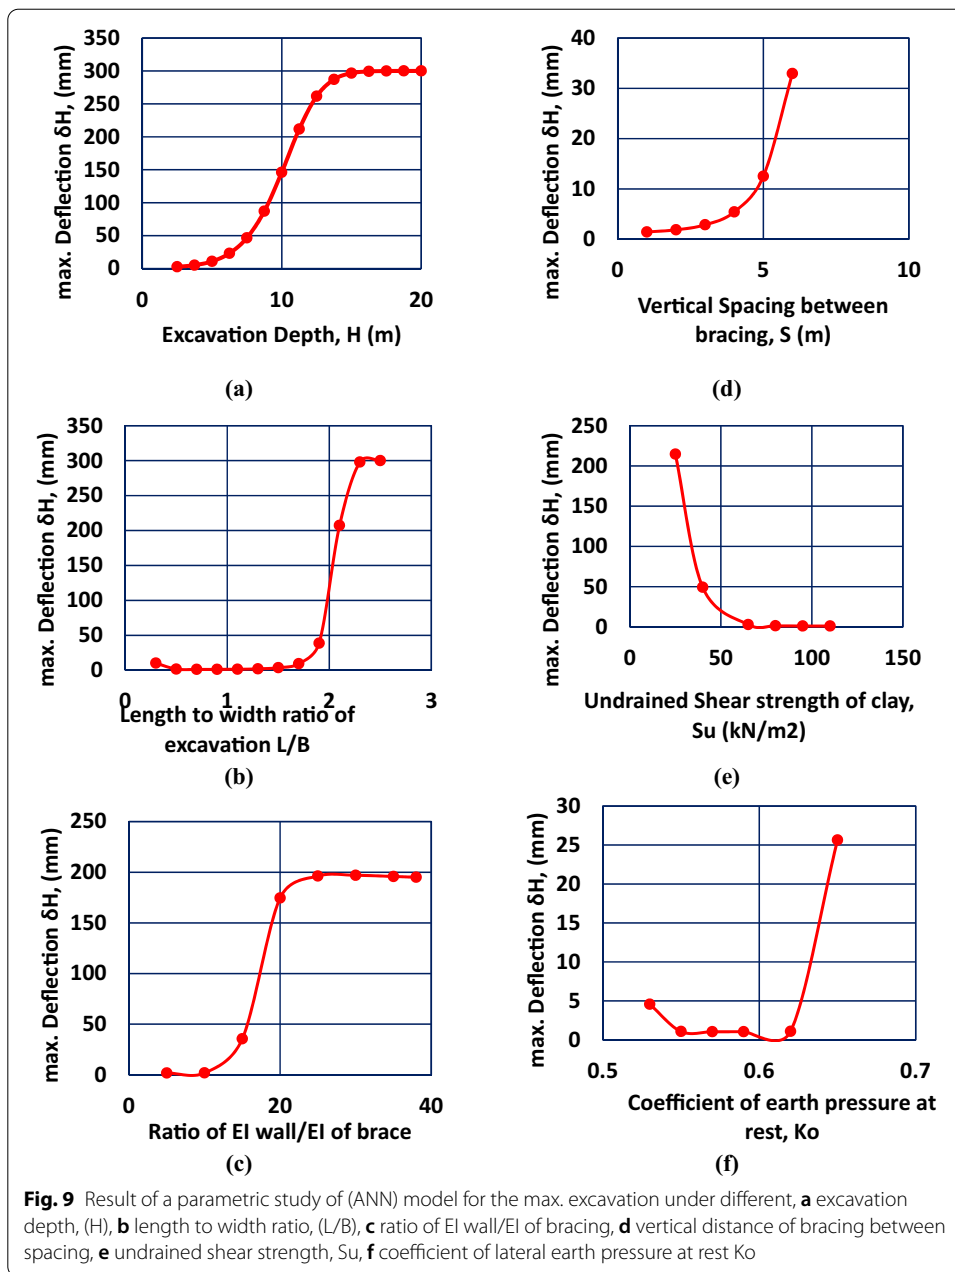 350
300
250
200
150
100
50
0
max. Deflection δH, (mm)
0 10 20
Excavation Depth, H (m)
(a)
40
30
20
10
0
max. Deflection δH, (mm)
0 5 10
Vertical Spacing between
bracing, S (m)
(d)
350
300
250
200
150
100
50
0
max. Deflection δH, (mm)
0 1 2 3
Length to width ratio of
excavation L/B
(b)
250
200
150
100
50
0
max. Deflection δH, (mm)
0 50 100 150
Undrained Shear strength of clay,
Su (kN/m2)
(e)
250
200
150
100
50
0
max. Deflection δH, (mm)
0 20 40
Ratio of EI wall/EI of brace
(c)
30
25
20
15
10
5
0
max. Deflection δH, (mm)
0.5 0.6 0.7
Coefficient of earth pressure at
rest, Ko
(f)
Fig. 9 Result of a parametric study of (ANN) model for the max. excavation under different, a excavation
depth, (H), b length to width ratio, (L/B), c ratio of EI wall/EI of bracing, d vertical distance of bracing between
spacing, e undrained shear strength, Su, f coefficient of lateral earth pressure at rest Ko